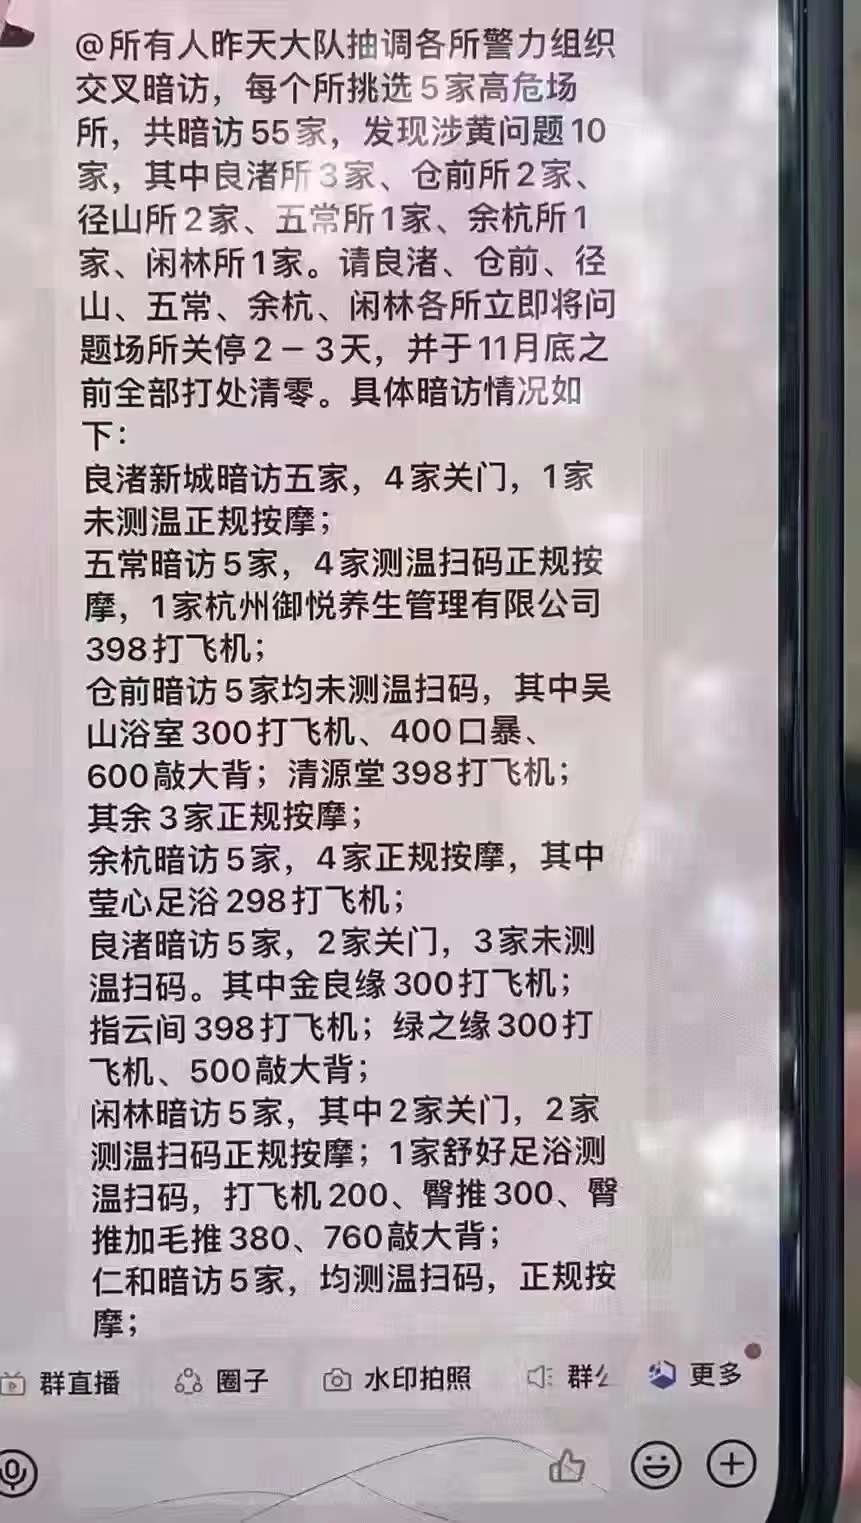 @所有人昨天大队抽调各所警力组织
交叉暗访，每个所挑选5家高危场
所，共暗访55家，发现涉黄问题10
家，其中良渚所3家、仓前所2家、
径山所2家、五常所1家、余杭所1
家、闲林所1家。请良渚、仓前、径
山、五常、余杭、闲林各所立即将问
题场所关停2－3天，并于11月底之
前全部打处清零。具体暗访情况如
下：
良渚新城暗访五家，4家关门，1家
未测温正规按摩；
五常暗访5家，4家测温扫码正规按
摩，1家杭州御悦养生管理有限公司
398打飞机；
仓前暗访5家均未测温扫码，其中吴
山浴室300打飞机、400口暴、
600敲大背；清源堂398打飞机；
其余3家正规按摩；
余杭暗访5家，4家正规按摩，其中
莹心足浴298打飞机；
良渚暗访5家，2家关门，3家未测
温扫码。其中金良缘300打飞机；
指云间398打飞机；绿之缘300打
飞机、500敲大背；
闲林暗访5家，其中2家关门，2家
测温扫码正规按摩；1家舒好足浴测
温扫码，打飞机200、臀推300、臀
推加毛推380、760敲大背；
仁和暗访5家，均测温扫码，正规按
摩；
群直播 圈子 水印拍照 群公 更多